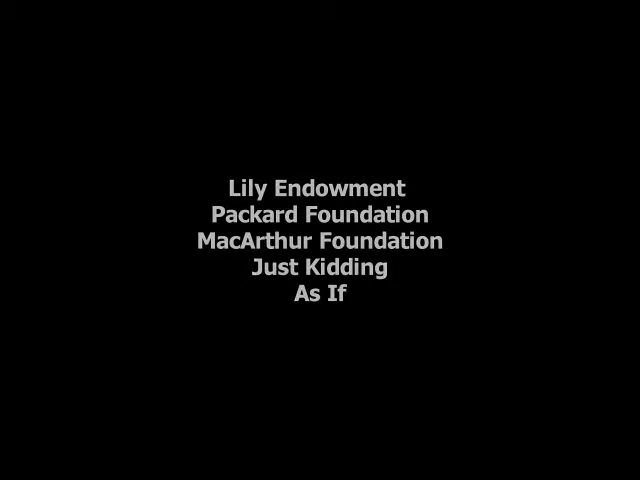 Lily Endowment
Packard Foundation
MacArthur Foundation
Just Kidding
As If